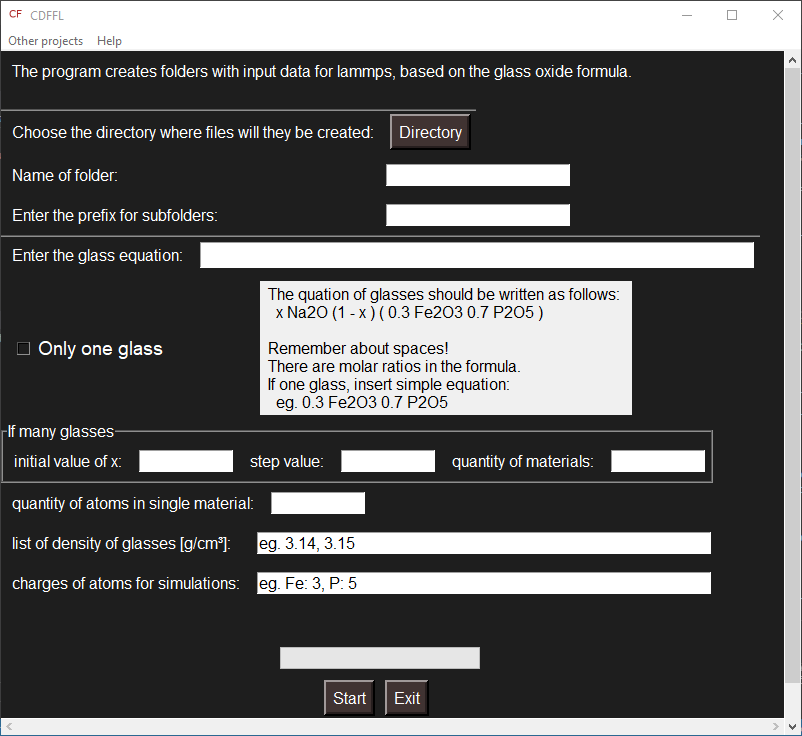 CF CDFFL
Other projects Help
The program creates folders with input data for lammps, based on the glass oxide formula.
Choose the directory where files will they be created: Directory
Name of folder:
Enter the prefix for subfolders:
Enter the glass equation:
The quation of glasses should be written as follows:
x Na2O (1 - x ) ( 0.3 Fe2O3 0.7 P2O5 )
Remember about spaces!
There are molar ratios in the formula.
If one glass, insert simple equation:
eg. 0.3 Fe2O3 0.7 P2O5
Only one glass
If many glasses
initial value of x: step value: quantity of materials:
quantity of atoms in single material:
list of density of glasses [g/cm³]: eg. 3.14, 3.15
charges of atoms for simulations: eg. Fe: 3, P: 5
Start Exit